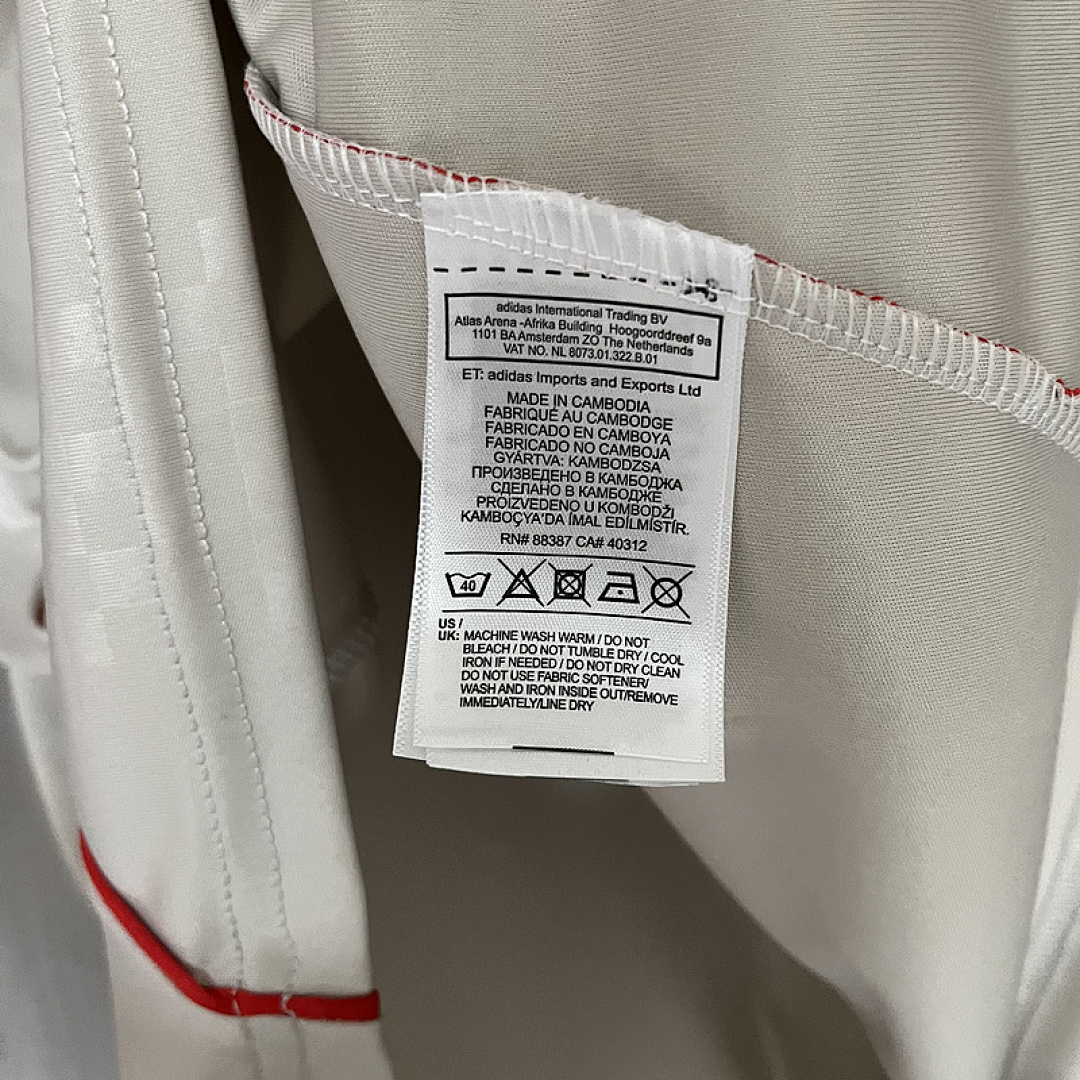 adidas International Trading BV
Atlas Arena -Afrika Building Hoogoorddreef 9a
1101 BA Amsterdam ZO The Netherlands
VAT NO. NL 8073.01.322.B.01
ET: adidas Imports and Exports Ltd
MADE IN CAMBODIA
FABRIQUÉ AU CAMBODGE
FABRICADO EN CAMBOYA
FABRICADO NO CAMBOJA
GYÁRTVA: KAMBODZSA
ПРОИЗВЕДЕНО В КАМБОДЖА
СДЕЛАНО В КАМБОДЖЕ
PROIZVEDENO U KOMBODŽI
KAMBOÇYA'DA İMAL EDİLMİSTİR.
RN# 88387 CA# 40312
40
US /
UK: MACHINE WASH WARM / DO NOT
BLEACH / DO NOT TUMBLE DRY / COOL
IRON IF NEEDED / DO NOT DRY CLEAN
DO NOT USE FABRIC SOFTENER/
WASH AND IRON INSIDE OUT/REMOVE
IMMEDIATELY/LINE DRY